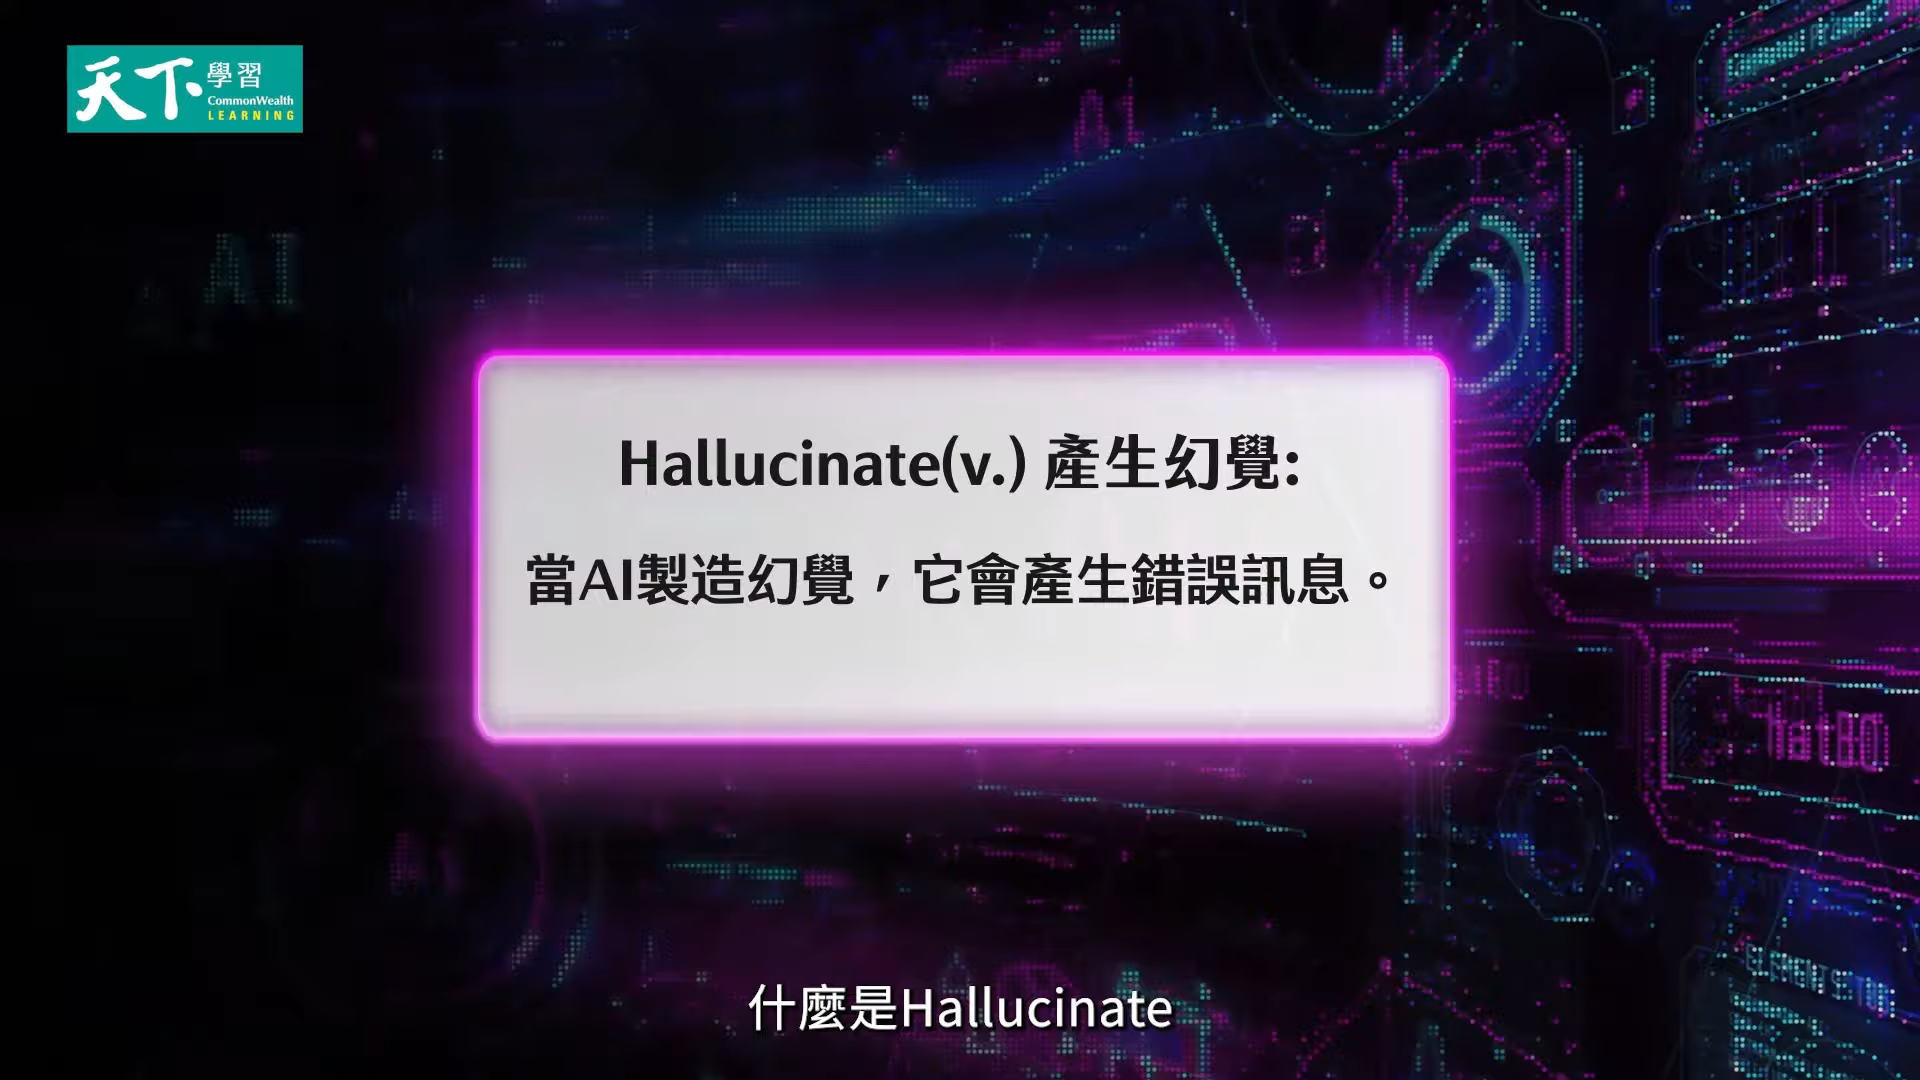 天下學習
CommonWealth
LEARNING
AI
Hallucinate(v.) 產生幻覺:
當AI製造幻覺，它會產生錯誤訊息。
什麼是Hallucinate